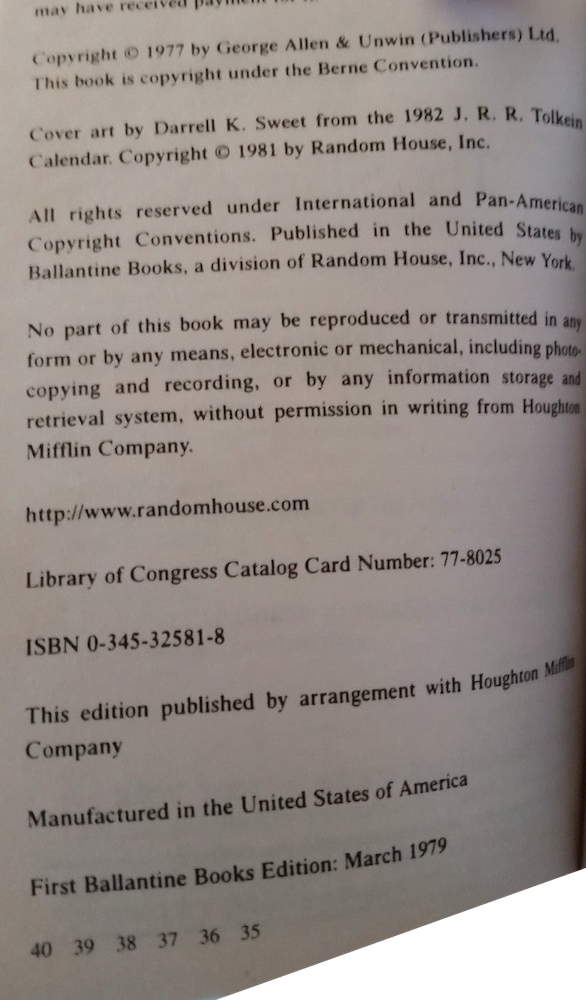 may have received payment for
Copyright © 1977 by George Allen & Unwin (Publishers) Ltd.
This book is copyright under the Berne Convention.
Cover art by Darrell K. Sweet from the 1982 J. R. R. Tolkein
Calendar. Copyright © 1981 by Random House, Inc.
All rights reserved under International and Pan-American
Copyright Conventions. Published in the United States by
Ballantine Books, a division of Random House, Inc., New York.
No part of this book may be reproduced or transmitted in any
form or by any means, electronic or mechanical, including photo-
copying and recording, or by any information storage and
retrieval system, without permission in writing from Houghton
Mifflin Company.
http://www.randomhouse.com
Library of Congress Catalog Card Number: 77-8025
ISBN 0-345-32581-8
This edition published by arrangement with Houghton Mifflin
Company
Manufactured in the United States of America
First Ballantine Books Edition: March 1979
40 39 38 37 36 35